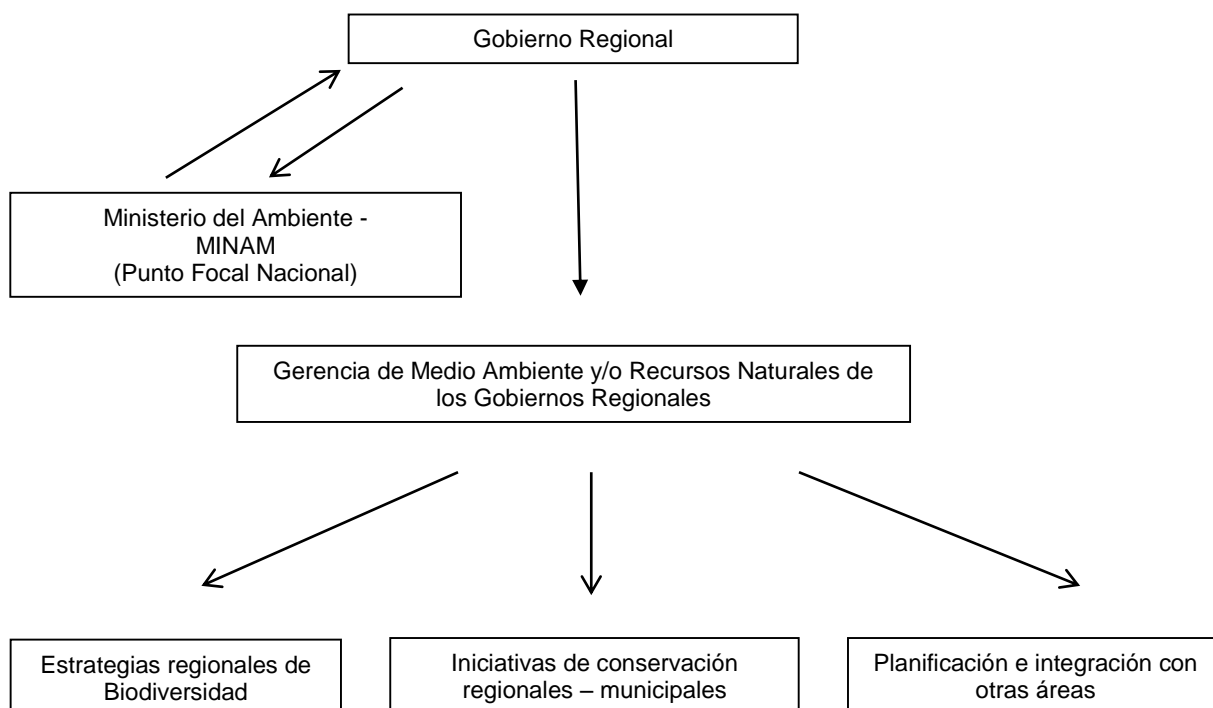 Gobierno Regional
Ministerio del Ambiente -
MINAM
(Punto Focal Nacional)
Gerencia de Medio Ambiente y/o Recursos Naturales de
los Gobiernos Regionales
Estrategias regionales de
Biodiversidad
Iniciativas de conservación
regionales – municipales
Planificación e integración con
otras áreas